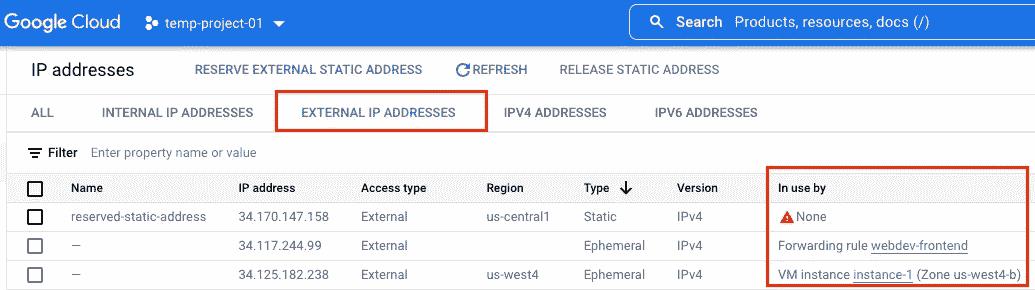 Google Cloud temp-project-01 Search Products, resources, docs (/)
IP addresses RESERVE EXTERNAL STATIC ADDRESS REFRESH RELEASE STATIC ADDRESS
ALL INTERNAL IP ADDRESSES EXTERNAL IP ADDRESSES IPV4 ADDRESSES IPV6 ADDRESSES
Filter Enter property name or value
Name IP address Access type Region Type Version In use by
reserved-static-address 34.170.147.158 External us-central1 Static IPv4 None
— 34.117.244.99 External Ephemeral IPv4 Forwarding rule webdev-frontend
— 34.125.182.238 External us-west4 Ephemeral IPv4 VM instance instance-1 (Zone us-west4-b)